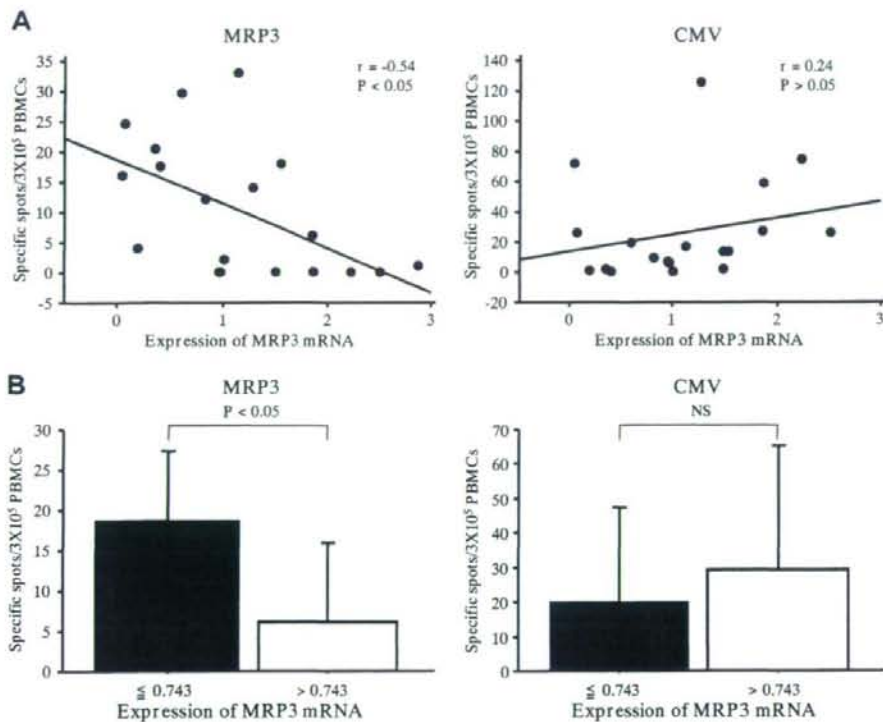 A
MRP3
r = -0.54
P < 0.05
Specific spots/3X10⁵ PBMCs
35
30
25
20
15
10
5
0
-5
0
1
2
3
Expression of MRP3 mRNA
CMV
r = 0.24
P > 0.05
Specific spots/3X10⁵ PBMCs
140
120
100
80
60
40
20
0
-20
0
1
2
3
Expression of MRP3 mRNA
B
MRP3
P < 0.05
Specific spots/3X10⁵ PBMCs
30
25
20
15
10
5
0
≦ 0.743
> 0.743
Expression of MRP3 mRNA
CMV
NS
Specific spots/3X10⁵ PBMCs
70
60
50
40
30
20
10
0
≦ 0.743
> 0.743
Expression of MRP3 mRNA